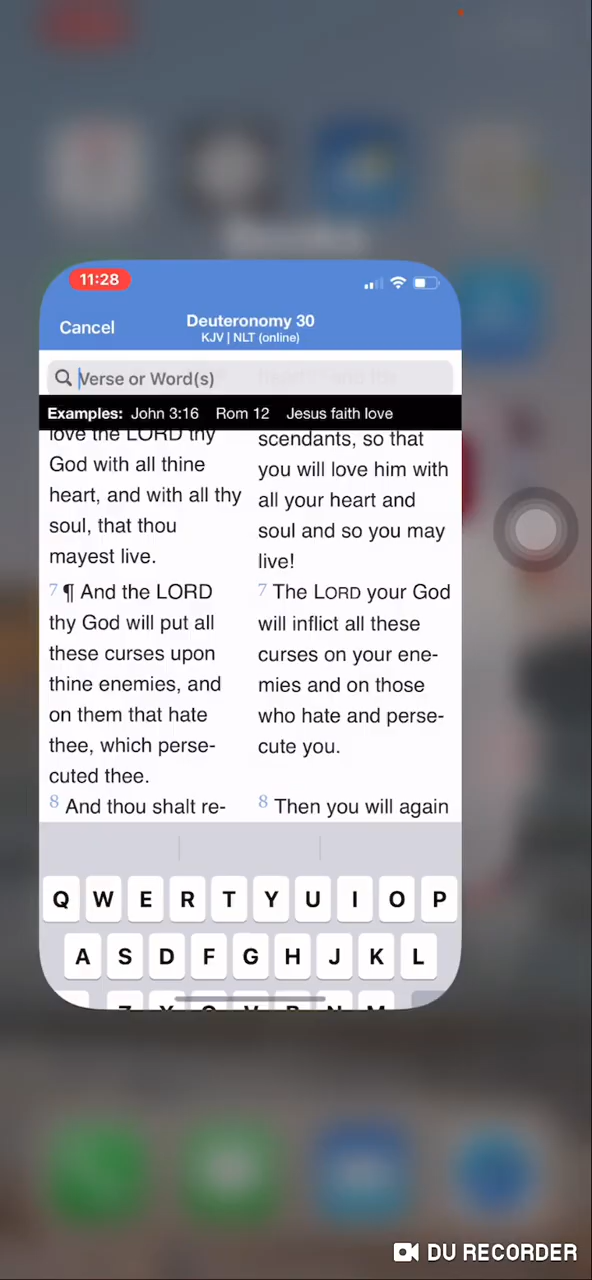 11:28
Cancel
Deuteronomy 30
KJV | NLT (online)
Verse or Word(s)
Examples: John 3:16 Rom 12 Jesus faith love
love the LORD thy
God with all thine
heart, and with all thy
soul, that thou
mayest live.
7 ¶ And the LORD
thy God will put all
these curses upon
thine enemies, and
on them that hate
thee, which perse-
cuted thee.
8 And thou shalt re-
scendants, so that
you will love him with
all your heart and
soul and so you may
live!
7 The LORD your God
will inflict all these
curses on your ene-
mies and on those
who hate and perse-
cute you.
8 Then you will again
Q W E R T Y U I O P
A S D F G H J K L
Z X C V B N M
DU RECORDER